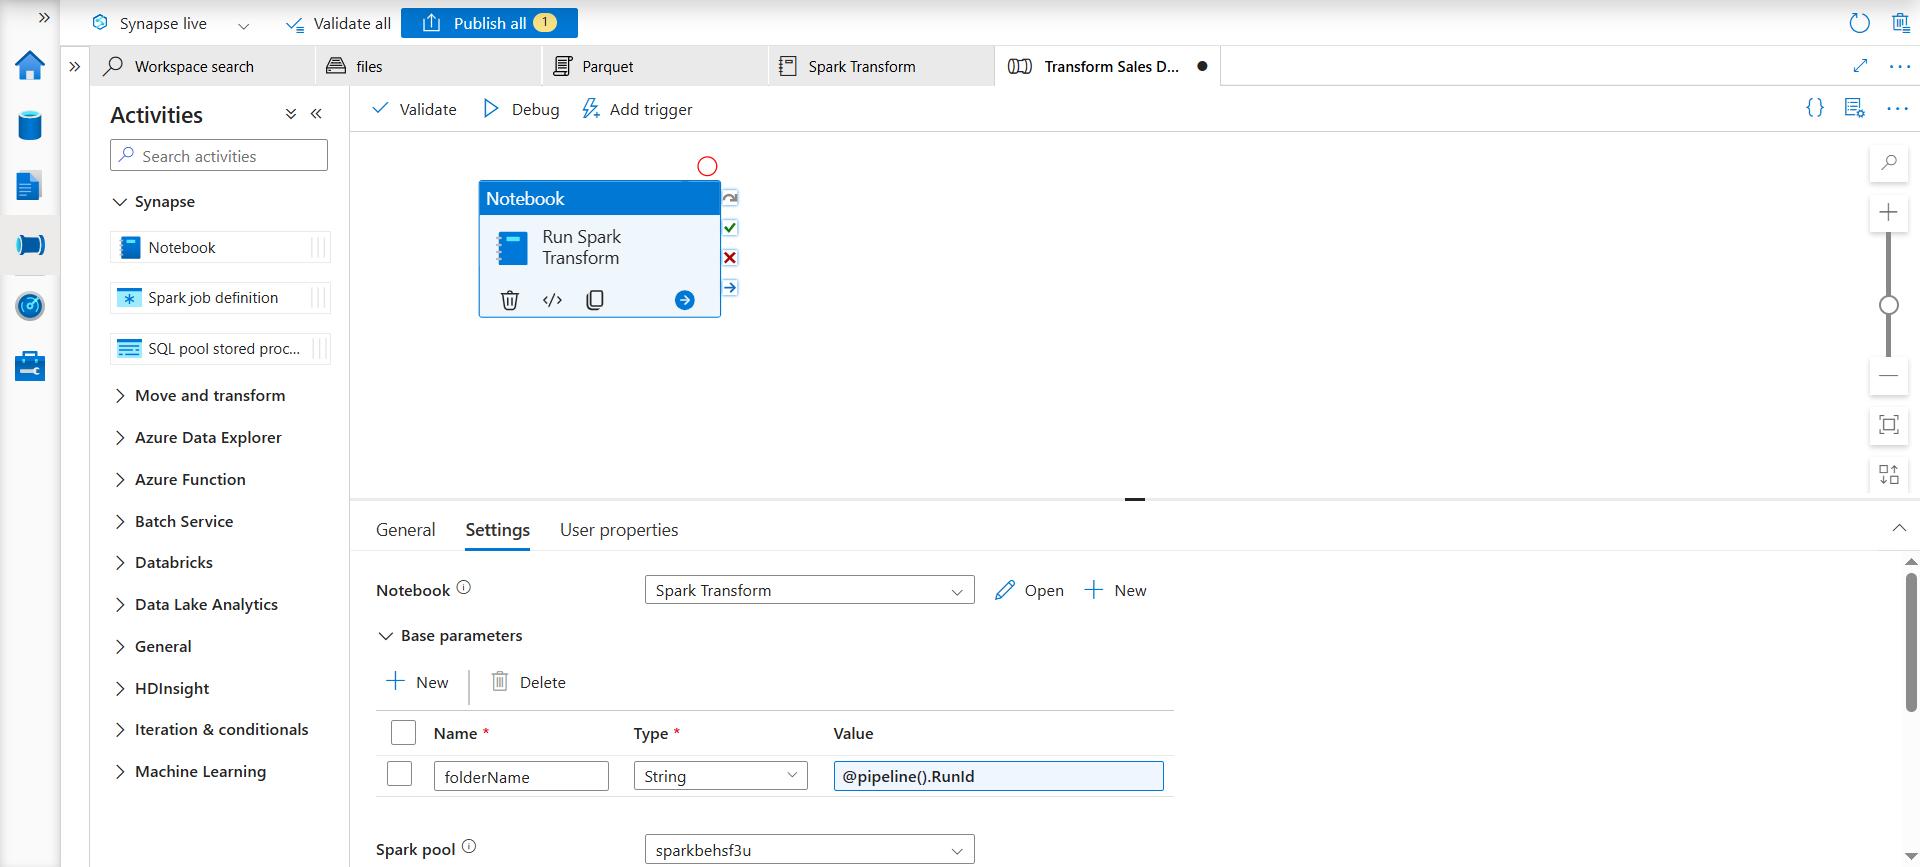 Synapse live
Validate all
Publish all 1
Workspace search
files
Parquet
Spark Transform
Transform Sales D...
Activities
Search activities
Synapse
Notebook
Spark job definition
SQL pool stored proc...
Move and transform
Azure Data Explorer
Azure Function
Batch Service
Databricks
Data Lake Analytics
General
HDInsight
Iteration & conditionals
Machine Learning
Validate
Debug
Add trigger
Notebook
Run Spark
Transform
General
Settings
User properties
Notebook
Spark Transform
Open
New
Base parameters
New
Delete
Name *
Type *
Value
folderName
String
@pipeline().RunId
Spark pool
sparkbehsf3u